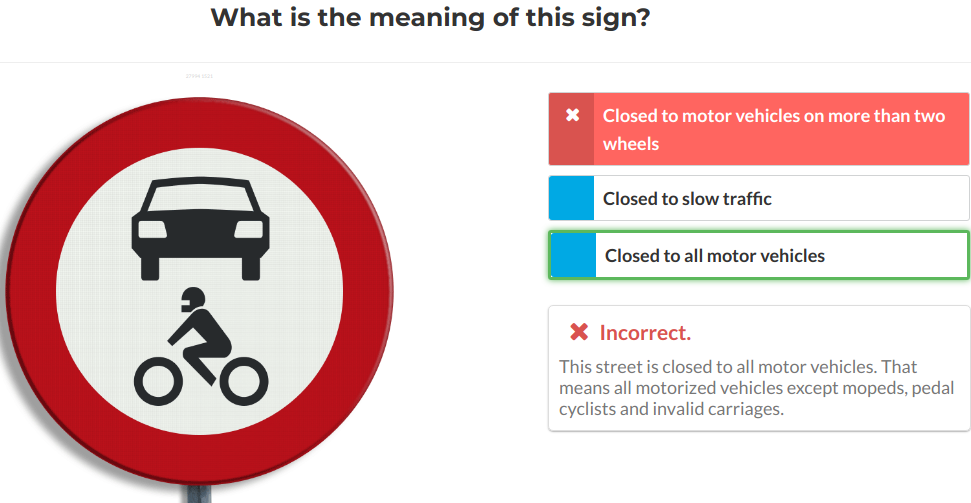 What is the meaning of this sign?
Closed to motor vehicles on more than two
wheels
Closed to slow traffic
Closed to all motor vehicles
Incorrect.
This street is closed to all motor vehicles. That
means all motorized vehicles except mopeds, pedal
cyclists and invalid carriages.